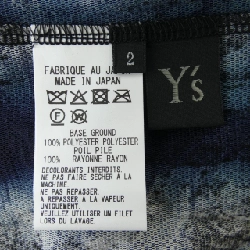 2
Y's
FABRIQUE AU JAPON
MADE IN JAPAN
BASE GROUND
100% POLYESTER POLYESTER
POIL PILE
100% RAYONNE RAYON
DECOLORANTS INTERDITS.
NE PAS FAIRE SECHER A LA
MACHINE
NE PAS REPASSER.
A REPASSER A LA VAPEUR
UNIQUEMENT.
VEUILLEZ UTILISER UN FILET
LORS DU LAVAGE.